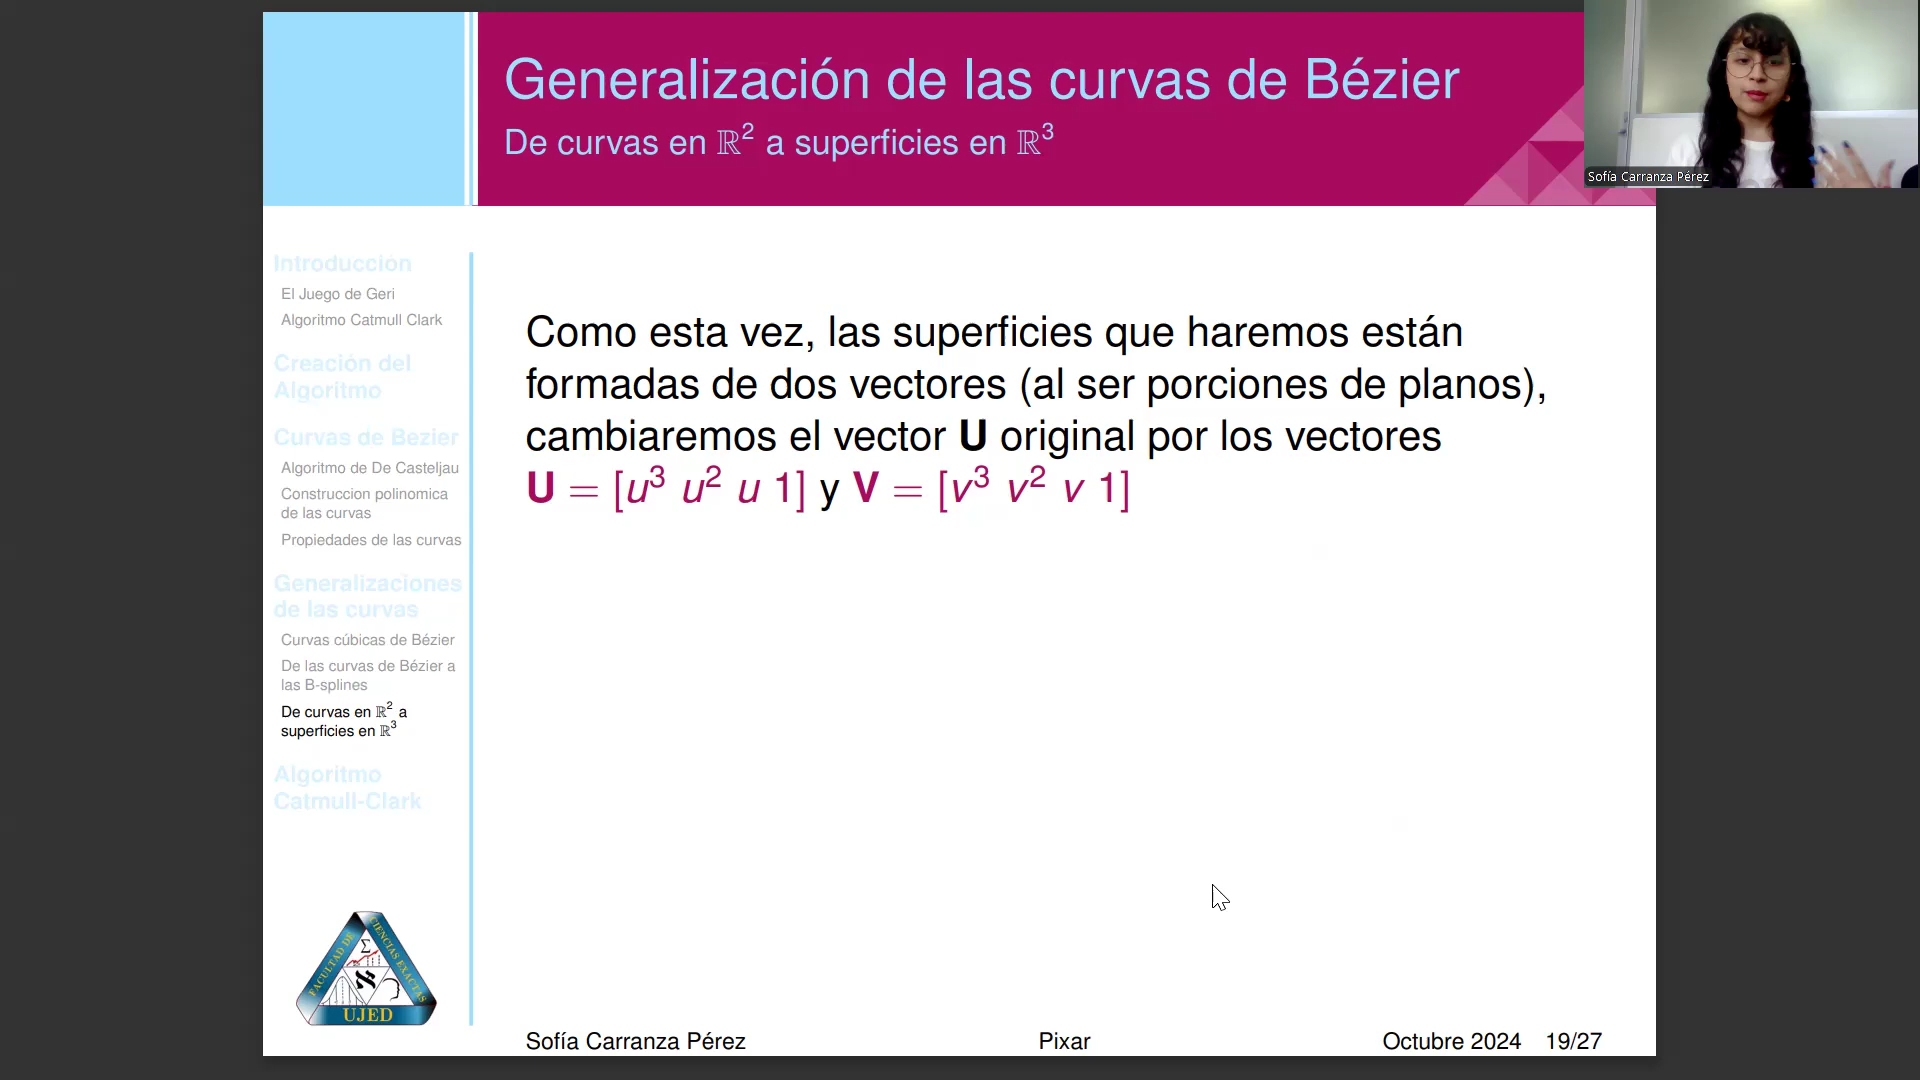 Generalización de las curvas de Bézier
De curvas en ℝ² a superficies en ℝ³
Sofía Carranza Pérez
Introducción
El Juego de Geri
Algoritmo Catmull Clark
Creación del
Algoritmo
Curvas de Bezier
Algoritmo de De Casteljau
Construccion polinomica
de las curvas
Propiedades de las curvas
Generalizaciones
de las curvas
Curvas cúbicas de Bézier
De las curvas de Bézier a
las B-splines
De curvas en ℝ² a
superficies en ℝ³
Algoritmo
Catmull-Clark
Como esta vez, las superficies que haremos están
formadas de dos vectores (al ser porciones de planos),
cambiaremos el vector U original por los vectores
U = [u³ u² u 1] y V = [v³ v² v 1]
FACULTAD DE CIENCIAS EXACTAS
Σ
ℵ
UJED
Sofía Carranza Pérez Pixar Octubre 2024 19/27